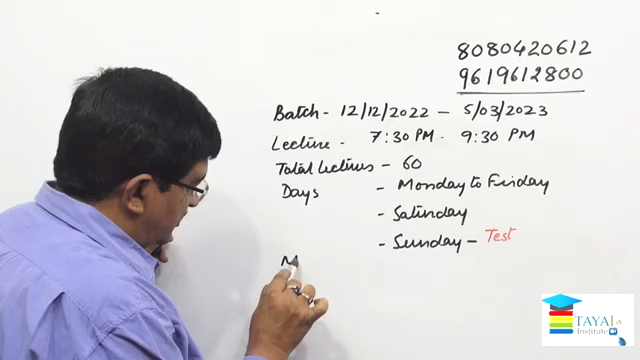 8080420612
9619612800
Batch - 12/12/2022 - 5/03/2023
Lecture - 7:30 PM - 9:30 PM
Total Lectures - 60
Days - Monday to Friday
- Saturday
- Sunday - Test
M
TAYAL's
Institute